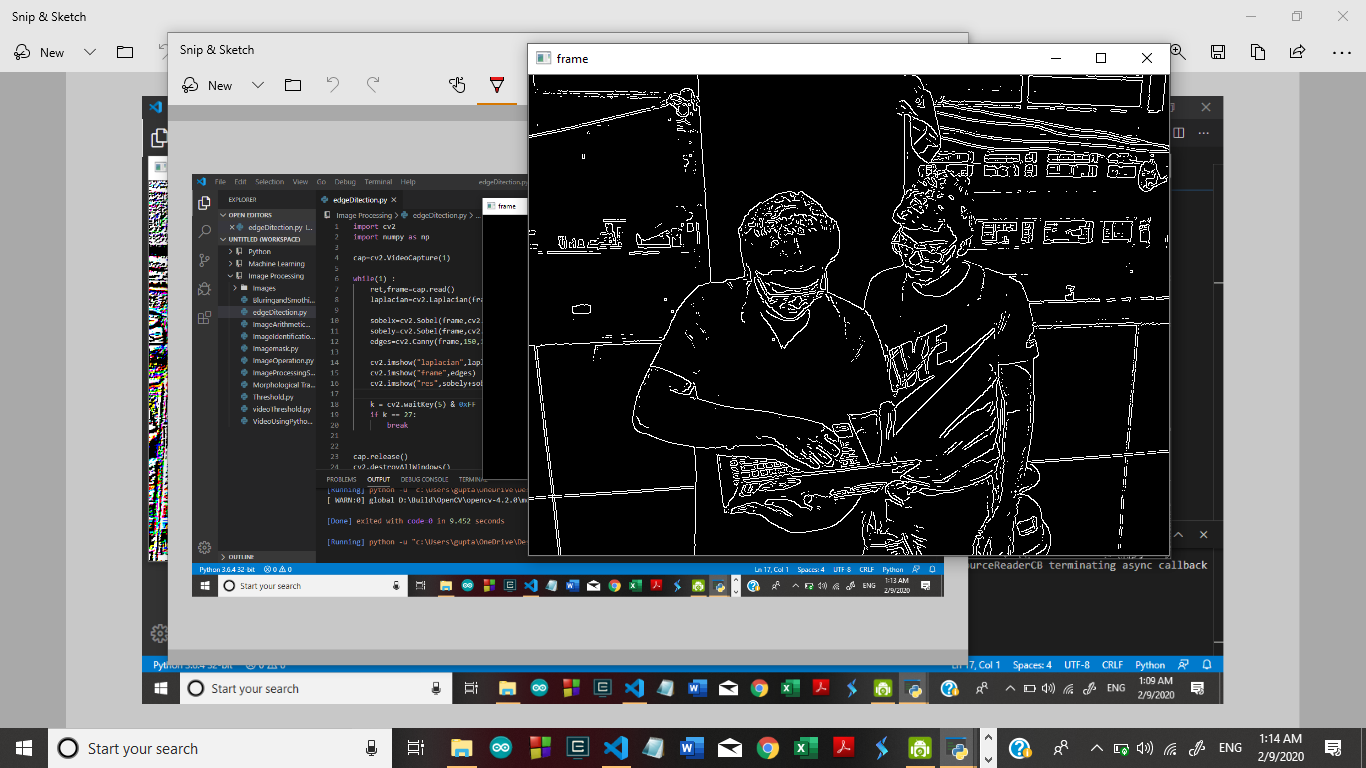 Snip & Sketch
New
Snip & Sketch
New
frame
File Edit Selection View Go Debug Terminal Help
edgeDitection.py
EXPLORER
OPEN EDITORS
edgeDitection.py I...
UNTITLED (WORKSPACE)
Python
Machine Learning
Image Processing
Images
BluringandSmothi...
edgeDitection.py
ImageArithmetic...
ImageIdentificatio...
Imagemask.py
ImageOperation.py
ImageProcessingS...
Morphological Tra...
Threshold.py
videoThreshold.py
VideoUsingPytho...
OUTLINE
edgeDitection.py
Image Processing > edgeDitection.py > ...
frame
1 import cv2
2 import numpy as np
3
4 cap=cv2.VideoCapture(1)
5
6 while(1) :
7 ret,frame=cap.read()
8 laplacian=cv2.Laplacian(fra
9
10 sobelx=cv2.Sobel(frame,cv2
11 sobely=cv2.Sobel(frame,cv2
12 edges=cv2.Canny(frame,150,
13
14 cv2.imshow("laplacian",lapl
15 cv2.imshow("frame",edges)
16 cv2.imshow("res",sobely+sob
17
18 k = cv2.waitKey(5) & 0xFF
19 if k == 27:
20 break
21
22
23 cap.release()
24 cv2.destroyAllWindows()
PROBLEMS OUTPUT DEBUG CONSOLE TERMINA
[Running] python -u "c:\Users\gupta\OneDrive\De
[ WARN:0] global D:\Build\OpenCV\opencv-4.2.0\m
[Done] exited with code=0 in 9.452 seconds
[Running] python -u "c:\Users\gupta\OneDrive\De
Python 3.6.4 32-bit 0 0
Ln 17, Col 1 Spaces: 4 UTF-8 CRLF Python
Start your search
ENG
1:13 AM
2/9/2020
ourceReaderCB terminating async callback
Python 3.6.4 32-bit 0 0
Ln 17, Col 1 Spaces: 4 UTF-8 CRLF Python
Start your search
ENG
1:09 AM
2/9/2020
Start your search
ENG
1:14 AM
2/9/2020